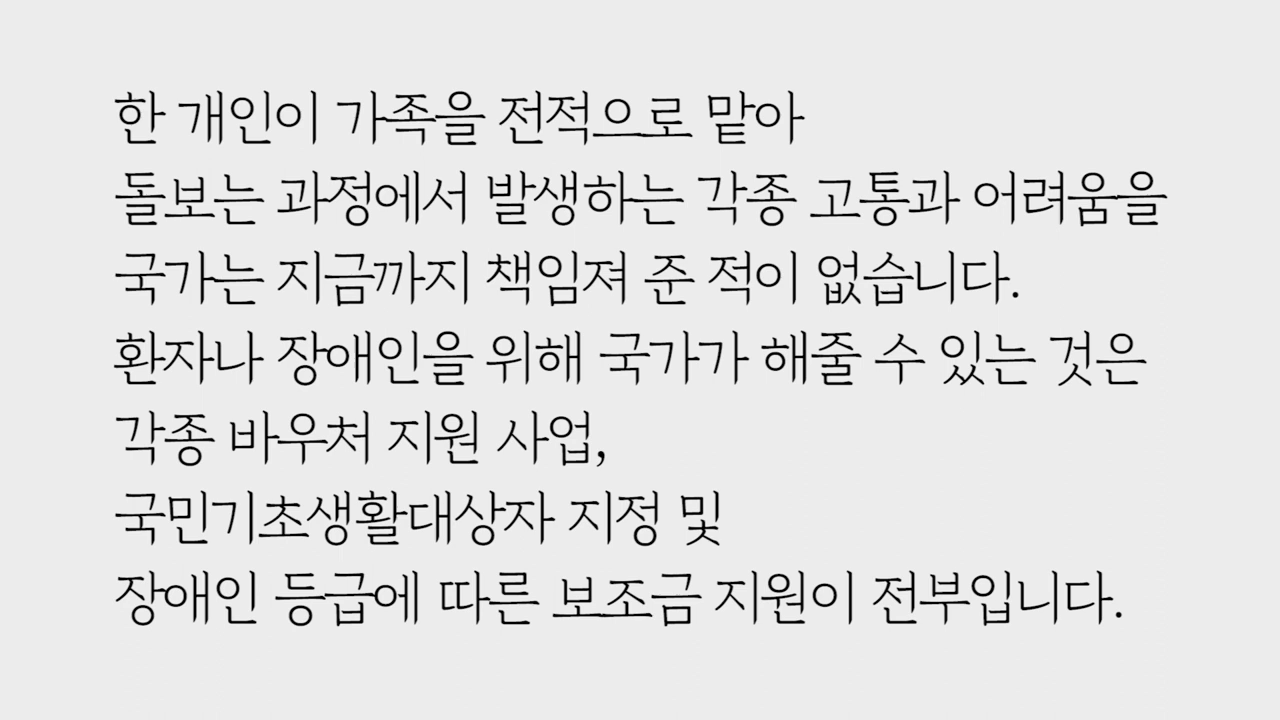 한 개인이 가족을 전적으로 맡아
돌보는 과정에서 발생하는 각종 고통과 어려움을
국가는 지금까지 책임져 준 적이 없습니다.
환자나 장애인을 위해 국가가 해줄 수 있는 것은
각종 바우처 지원 사업,
국민기초생활대상자 지정 및
장애인 등급에 따른 보조금 지원이 전부입니다.